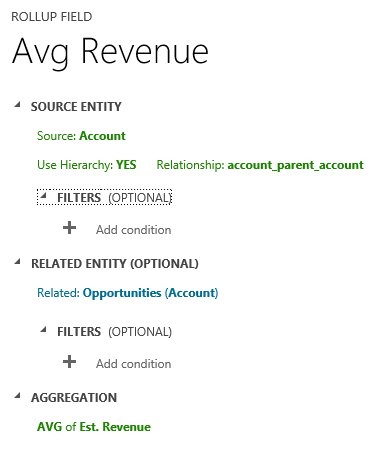 ROLLUP FIELD
Avg Revenue
SOURCE ENTITY
Source: Account
Use Hierarchy: YES Relationship: account_parent_account
FILTERS (OPTIONAL)
Add condition
RELATED ENTITY (OPTIONAL)
Related: Opportunities (Account)
FILTERS (OPTIONAL)
Add condition
AGGREGATION
AVG of Est. Revenue